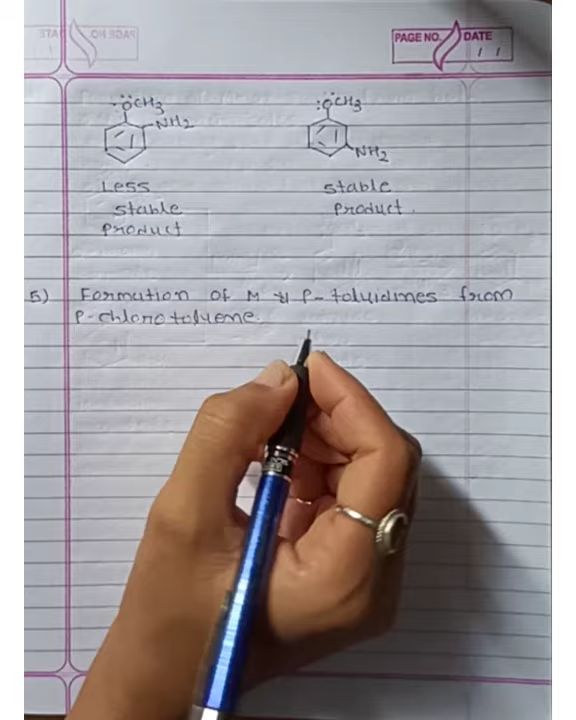 PAGE NO.
DATE
/ /
:ÖCH3
NH2
:ÖCH3
NH2
Less
stable
product
stable
product.
5) Formation of M & P- toluidines from
P-chlorotoluene.